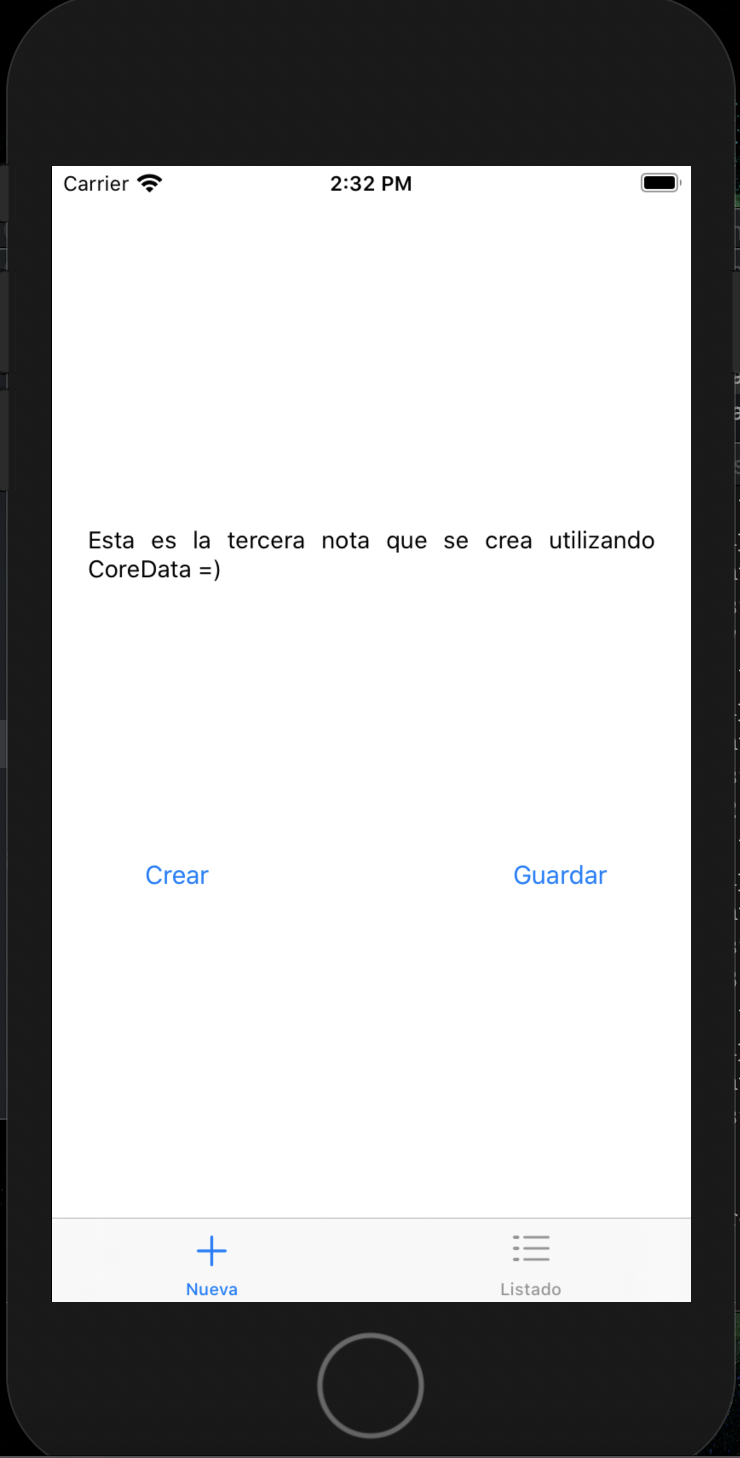 Carrier 2:32 PM
Esta es la tercera nota que se crea utilizando
CoreData =)
Crear Guardar
Nueva Listado